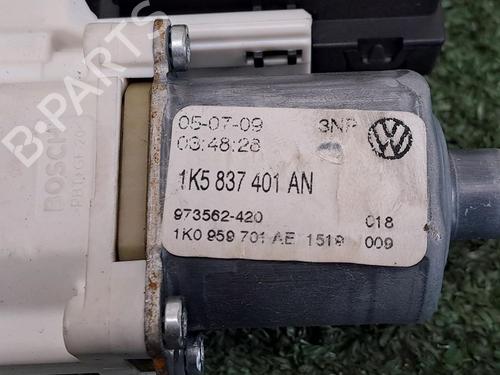 B-Parts
BOSCH
05-07-09 3NP
03:48:28
1K5 837 401 AN
973562-420 018
1K0 959 701 AE 1519 009